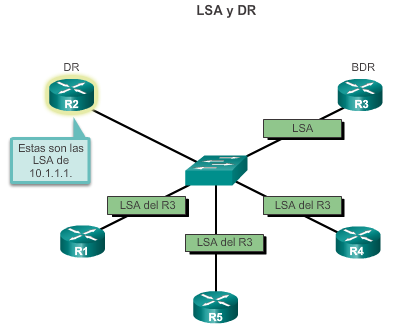 LSA y DR
DR
BDR
R2
R3
Estas son las
LSA de
10.1.1.1.
LSA
LSA del R3
LSA del R3
R1
LSA del R3
R4
R5